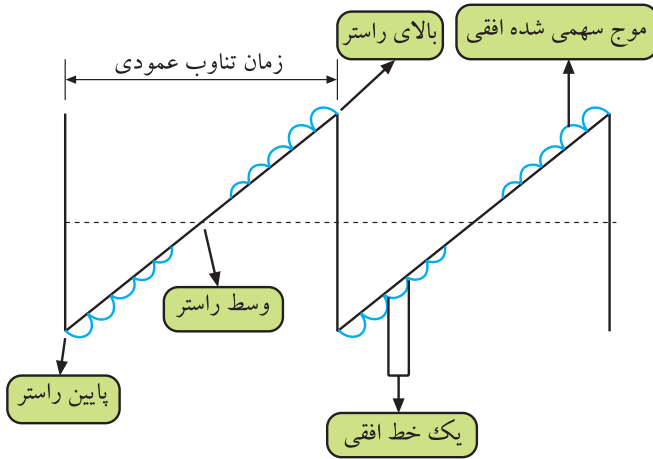 موج سهمی شده افقی
بالای راستر
زمان تناوب عمودی
وسط راستر
پایین راستر
یک خط افقی